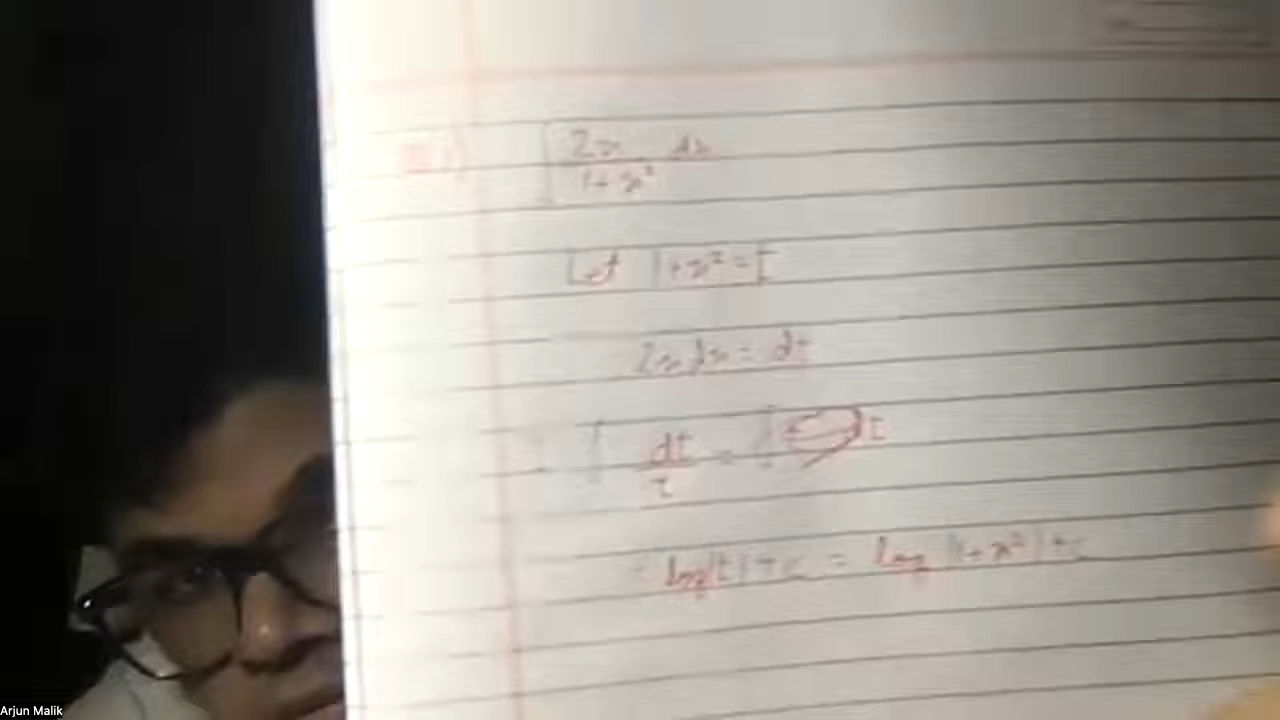 ∫ 2x/(1+x²) dx
Let 1+x² = t
2x dx = dt
∫ dt/t =
log|t| + c = log |1+x²| + c
Arjun Malik